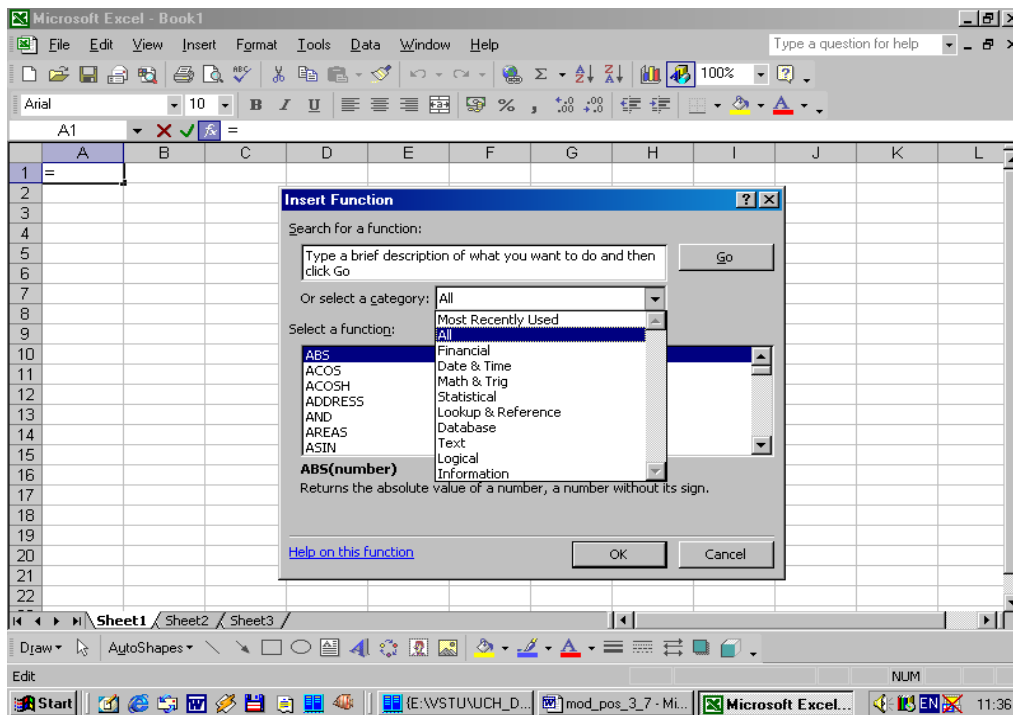 Microsoft Excel - Book1
File Edit View Insert Format Tools Data Window Help Type a question for help
100%
Arial 10 B I U
A1 =
A B C D E F G H I J K L
1 =
2
3
4
5
6
7
8
9
10
11
12
13
14
15
16
17
18
19
20
21
22
Insert Function
Search for a function:
Type a brief description of what you want to do and then
click Go
Go
Or select a category: All
Most Recently Used
All
Financial
Date & Time
Math & Trig
Statistical
Lookup & Reference
Database
Text
Logical
Information
Select a function:
ABS
ACOS
ACOSH
ADDRESS
AND
AREAS
ASIN
ABS(number)
Returns the absolute value of a number, a number without its sign.
Help on this function
OK Cancel
Sheet1 Sheet2 Sheet3
Draw AutoShapes
Edit NUM
Start {E:\VSTU\UCH_D... mod_pos_3_7 - Mi... Microsoft Excel... EN 11:36